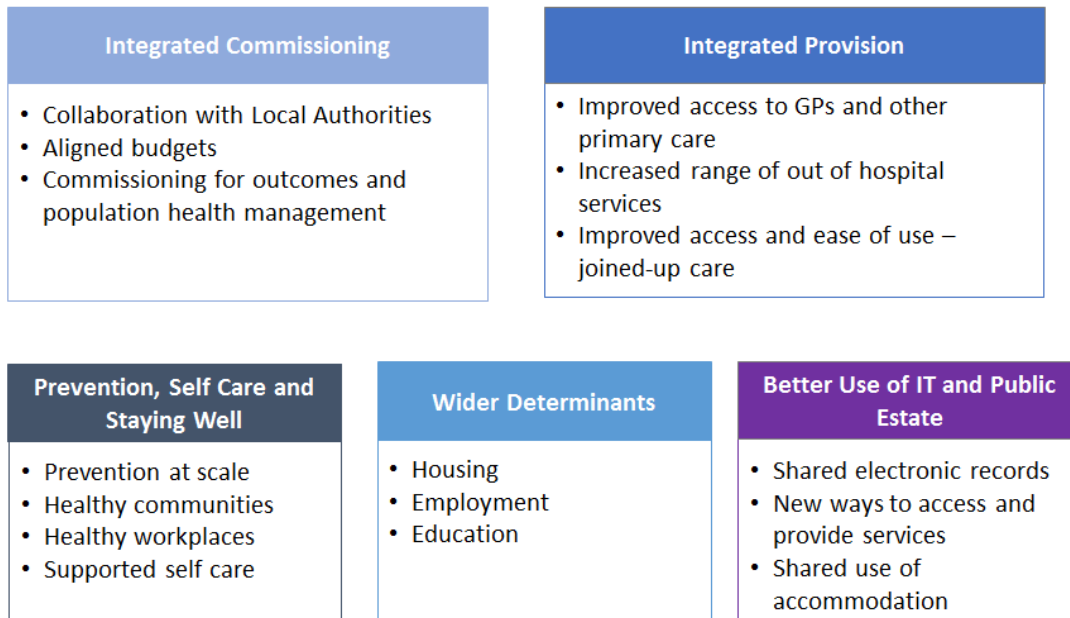 Integrated Commissioning
• Collaboration with Local Authorities
• Aligned budgets
• Commissioning for outcomes and
population health management
Integrated Provision
• Improved access to GPs and other
primary care
• Increased range of out of hospital
services
• Improved access and ease of use –
joined-up care
Prevention, Self Care and
Staying Well
• Prevention at scale
• Healthy communities
• Healthy workplaces
• Supported self care
Wider Determinants
• Housing
• Employment
• Education
Better Use of IT and Public
Estate
• Shared electronic records
• New ways to access and
provide services
• Shared use of
accommodation